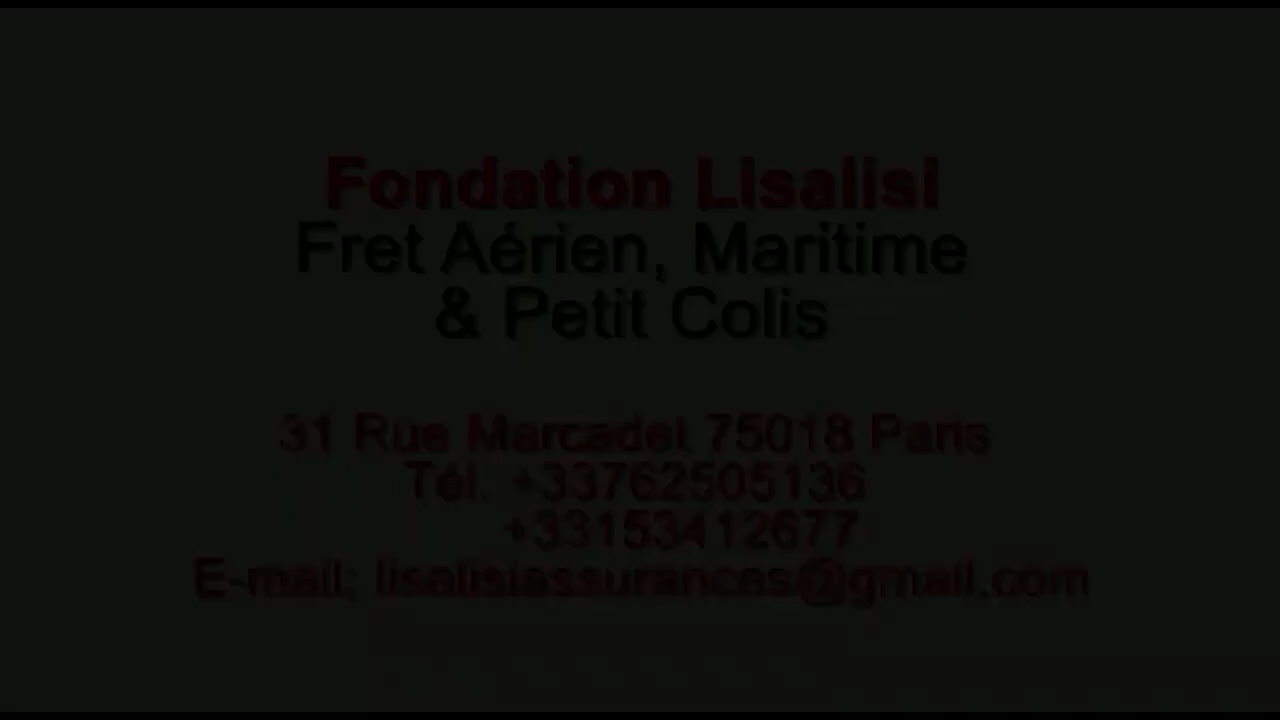 Fondation Lisalisi
Fret Aérien, Maritime
& Petit Colis
31 Rue Marcadet 75018 Paris
Tél. +33762505136
+33153412677
E-mail: lisalisiassurances@gmail.com